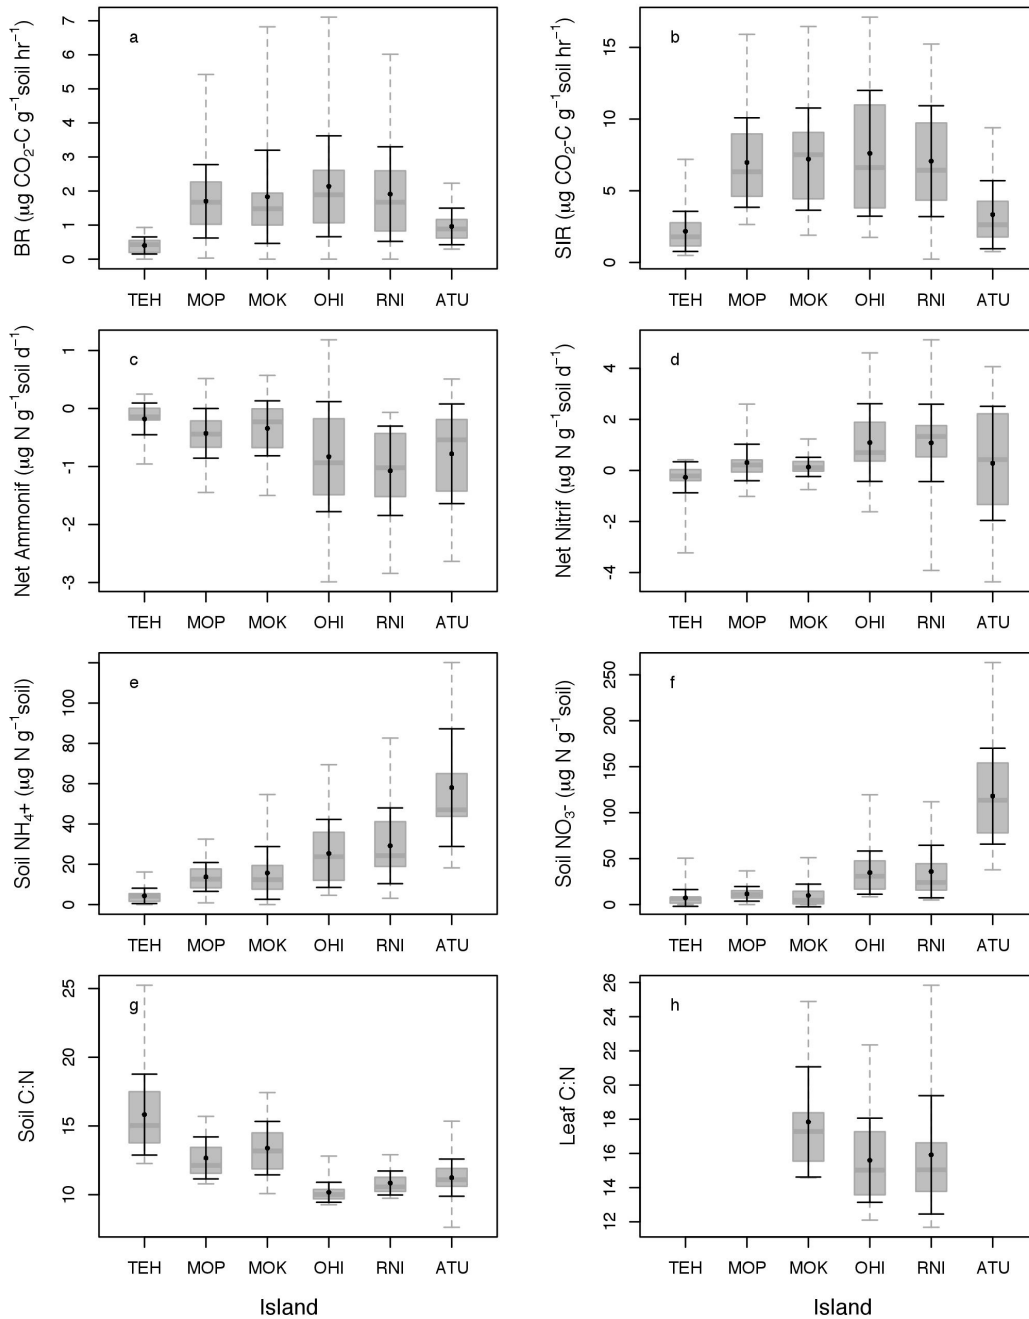 BR (µg CO₂-C g⁻¹soil hr⁻¹)
a
7
6
5
4
3
2
1
0
TEH MOP MOK OHI RNI ATU
SIR (µg CO₂-C g⁻¹soil hr⁻¹)
b
15
10
5
0
TEH MOP MOK OHI RNI ATU
Net Ammonif (µg N g⁻¹soil d⁻¹)
c
1
0
-1
-2
-3
TEH MOP MOK OHI RNI ATU
Net Nitrif (µg N g⁻¹soil d⁻¹)
d
4
2
0
-2
-4
TEH MOP MOK OHI RNI ATU
Soil NH₄+ (µg N g⁻¹soil)
e
100
80
60
40
20
0
TEH MOP MOK OHI RNI ATU
Soil NO₃- (µg N g⁻¹soil)
f
250
200
150
100
50
0
TEH MOP MOK OHI RNI ATU
Soil C:N
g
25
20
15
10
TEH MOP MOK OHI RNI ATU
Island
Leaf C:N
h
26
24
22
20
18
16
14
12
TEH MOP MOK OHI RNI ATU
Island